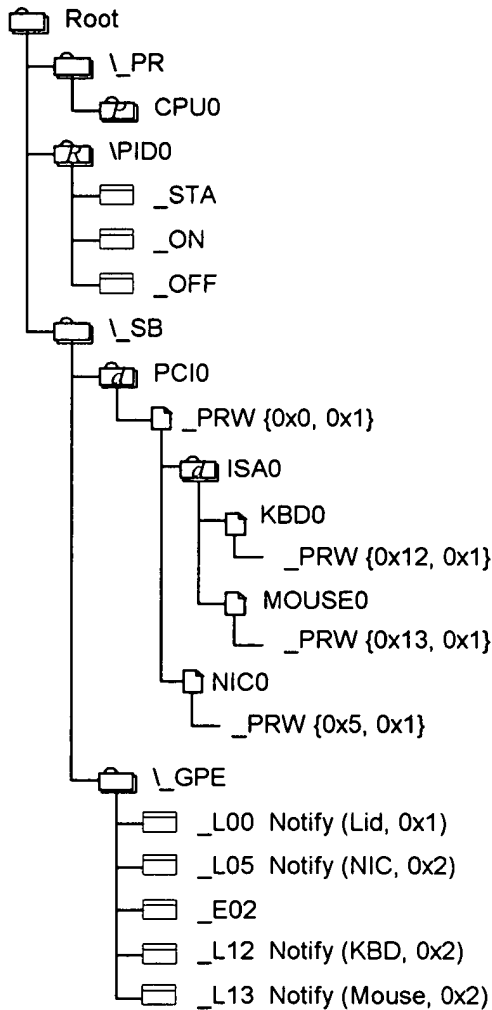 Root
\_PR
CPU0
\PID0
_STA
_ON
_OFF
\_SB
PCI0
_PRW {0x0, 0x1}
ISA0
KBD0
_PRW {0x12, 0x1}
MOUSE0
_PRW {0x13, 0x1}
NIC0
_PRW {0x5, 0x1}
\_GPE
_L00 Notify (Lid, 0x1)
_L05 Notify (NIC, 0x2)
_E02
_L12 Notify (KBD, 0x2)
_L13 Notify (Mouse, 0x2)